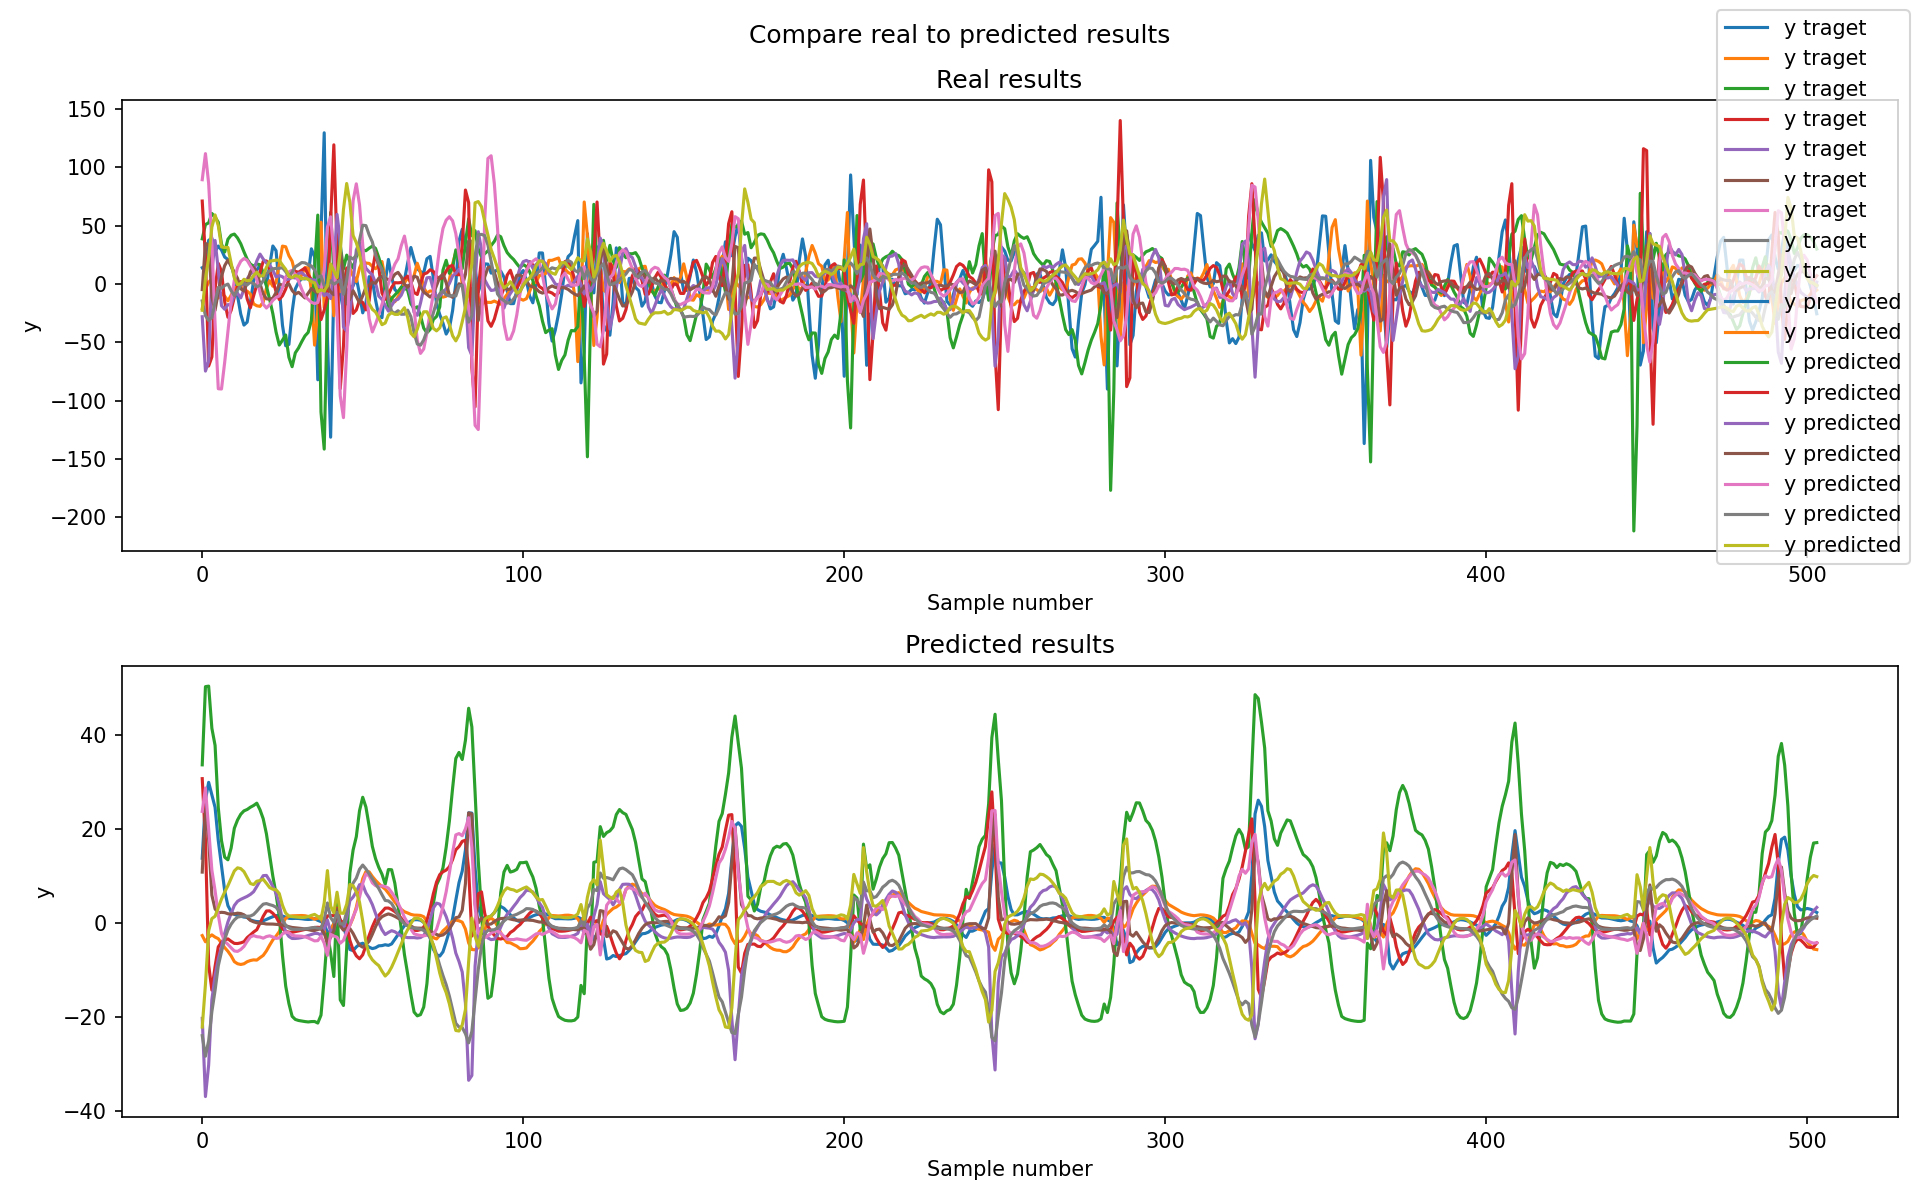 Compare real to predicted results
Real results
y traget
y traget
y traget
y traget
y traget
y traget
y traget
y traget
y traget
y predicted
y predicted
y predicted
y predicted
y predicted
y predicted
y predicted
y predicted
y predicted
150
100
50
0
−50
−100
−150
−200
y
0 100 200 300 400 500
Sample number
Predicted results
40
20
0
−20
−40
y
0 100 200 300 400 500
Sample number